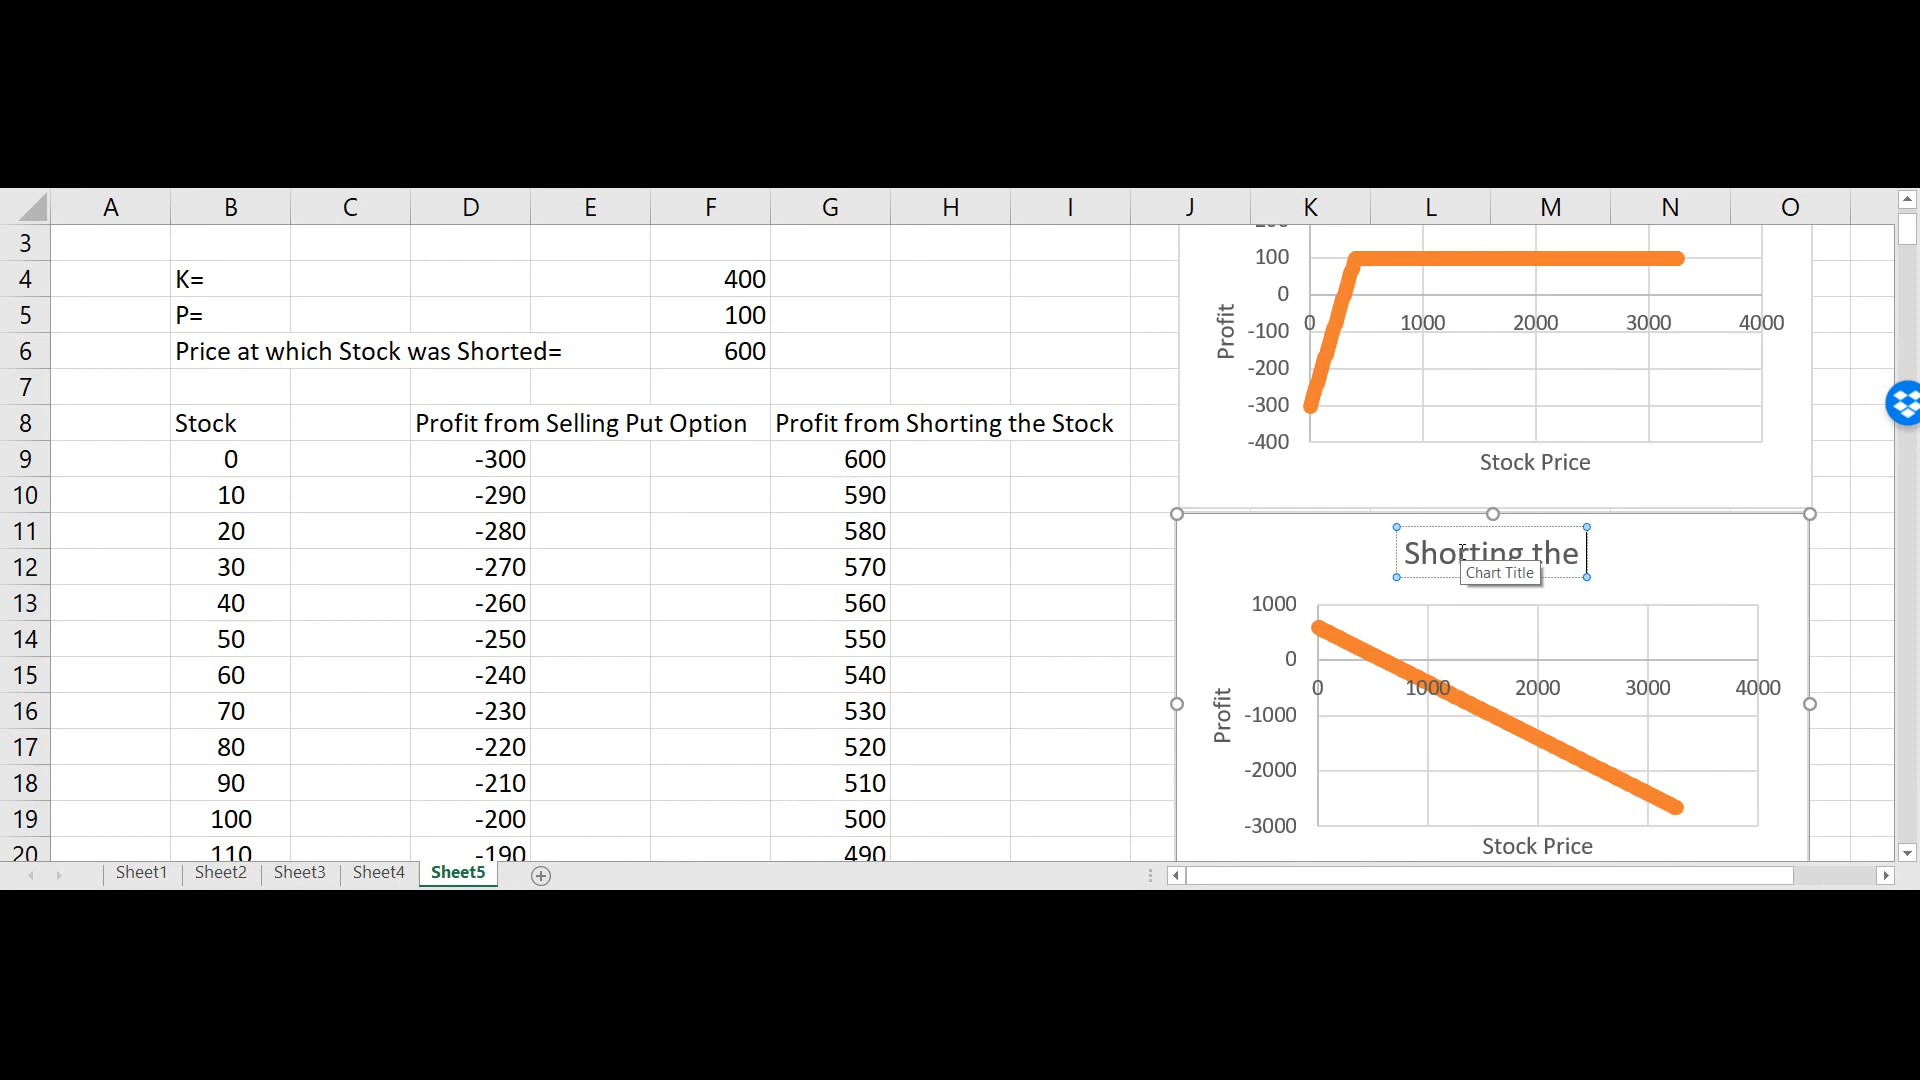 A B C D E F G H I J K L M N O
3
4 K= 400
5 P= 100
6 Price at which Stock was Shorted= 600
7
8 Stock Profit from Selling Put Option Profit from Shorting the Stock
9 0 -300 600
10 10 -290 590
11 20 -280 580
12 30 -270 570
13 40 -260 560
14 50 -250 550
15 60 -240 540
16 70 -230 530
17 80 -220 520
18 90 -210 510
19 100 -200 500
20 110 -190 490
100
0
-100
-200
-300
-400
0 1000 2000 3000 4000
Profit
Stock Price
Shorting the
Chart Title
1000
0
-1000
-2000
-3000
0 1000 2000 3000 4000
Profit
Stock Price
Sheet1 Sheet2 Sheet3 Sheet4 Sheet5